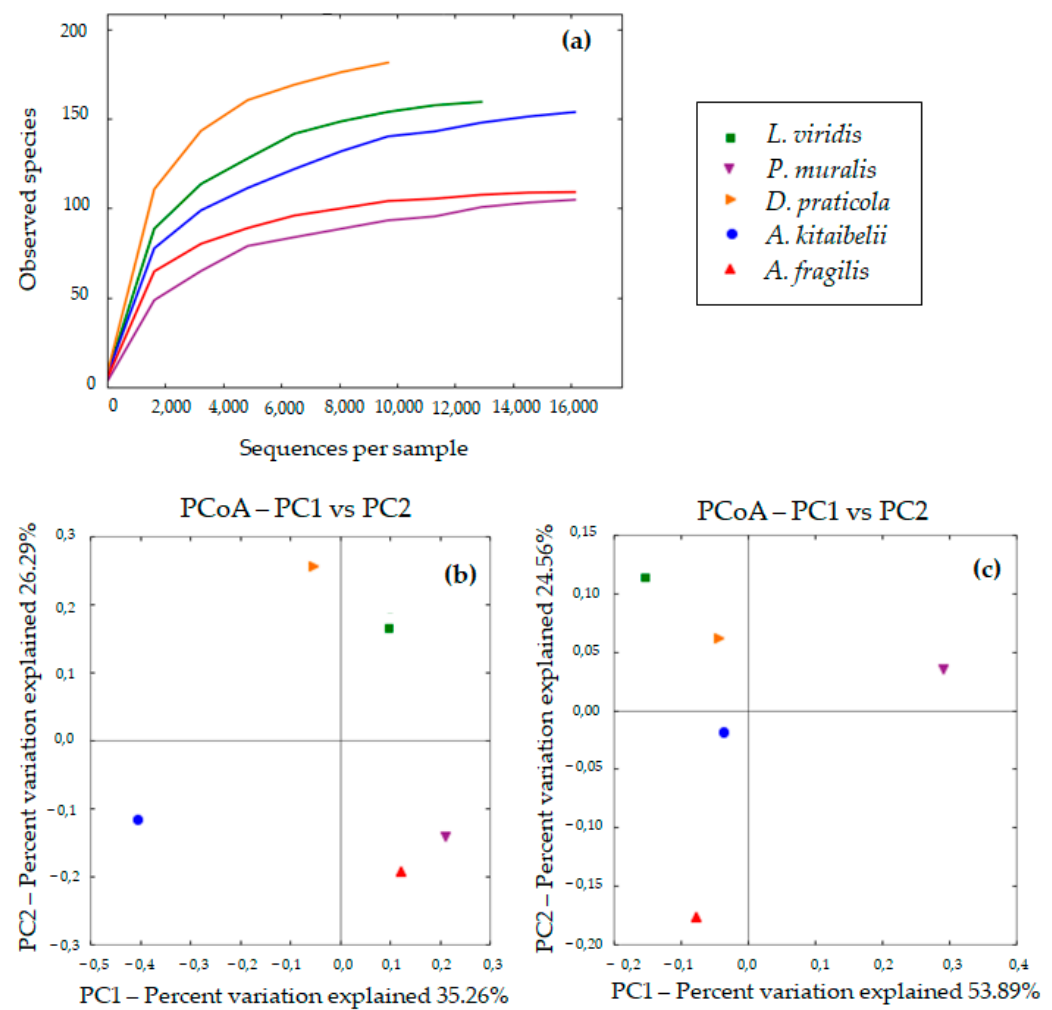 (a)
Observed species
200
150
100
50
0
0 2,000 4,000 6,000 8,000 10,000 12,000 14,000 16,000
Sequences per sample
L. viridis
P. muralis
D. praticola
A. kitaibelii
A. fragilis
PCoA – PC1 vs PC2
(b)
PC2 – Percent variation explained 26.29%
0,3
0,2
0,1
0,0
−0,1
−0,2
−0,3
−0,5 −0,4 −0,3 −0,2 −0,1 0,0 0,1 0,2 0,3
PC1 – Percent variation explained 35.26%
PCoA – PC1 vs PC2
(c)
PC2 – Percent variation explained 24.56%
0,15
0,10
0,05
0,00
−0,05
−0,10
−0,15
−0,20
− 0,2 −0,1 0,0 0,1 0,2 0,3 0,4
PC1 – Percent variation explained 53.89%